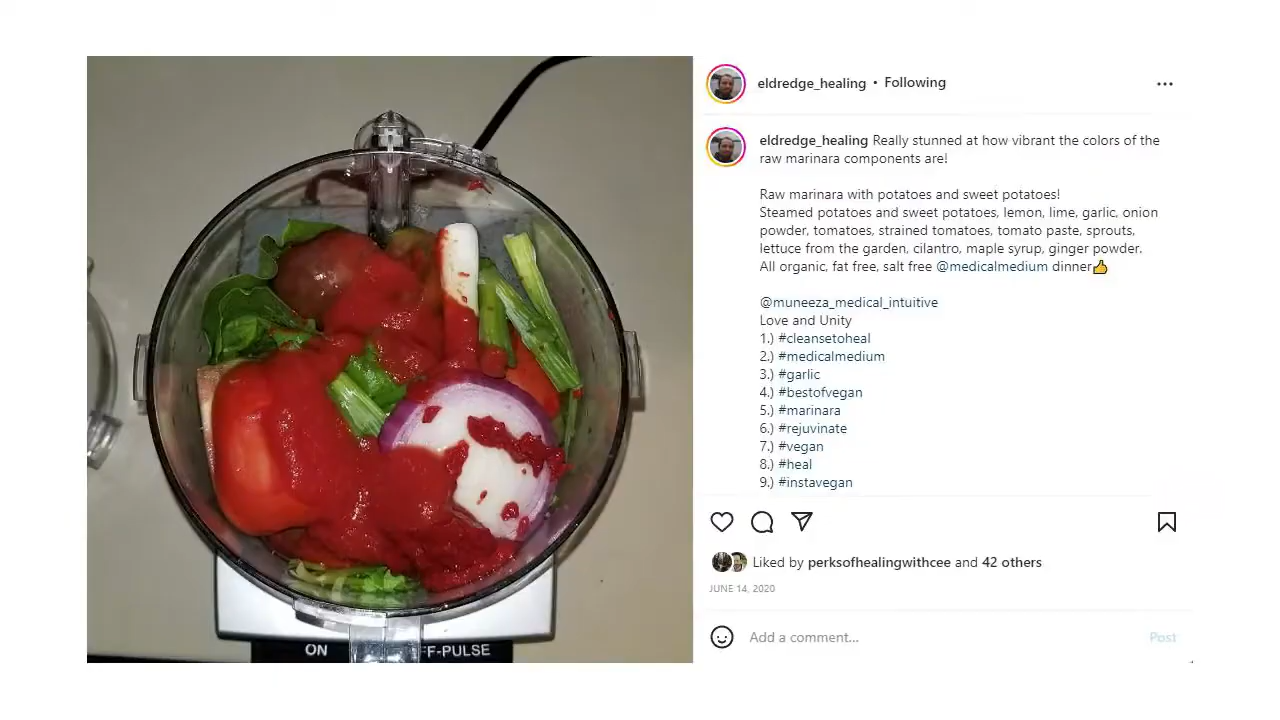 eldredge_healing • Following
eldredge_healing Really stunned at how vibrant the colors of the
raw marinara components are!
Raw marinara with potatoes and sweet potatoes!
Steamed potatoes and sweet potatoes, lemon, lime, garlic, onion
powder, tomatoes, strained tomatoes, tomato paste, sprouts,
lettuce from the garden, cilantro, maple syrup, ginger powder.
All organic, fat free, salt free @medicalmedium dinner👍
@muneeza_medical_intuitive
Love and Unity
1.) #cleansetoheal
2.) #medicalmedium
3.) #garlic
4.) #bestofvegan
5.) #marinara
6.) #rejuvinate
7.) #vegan
8.) #heal
9.) #instavegan
Liked by perksofhealingwithcee and 42 others
JUNE 14, 2020
Add a comment... Post
ON FF-PULSE